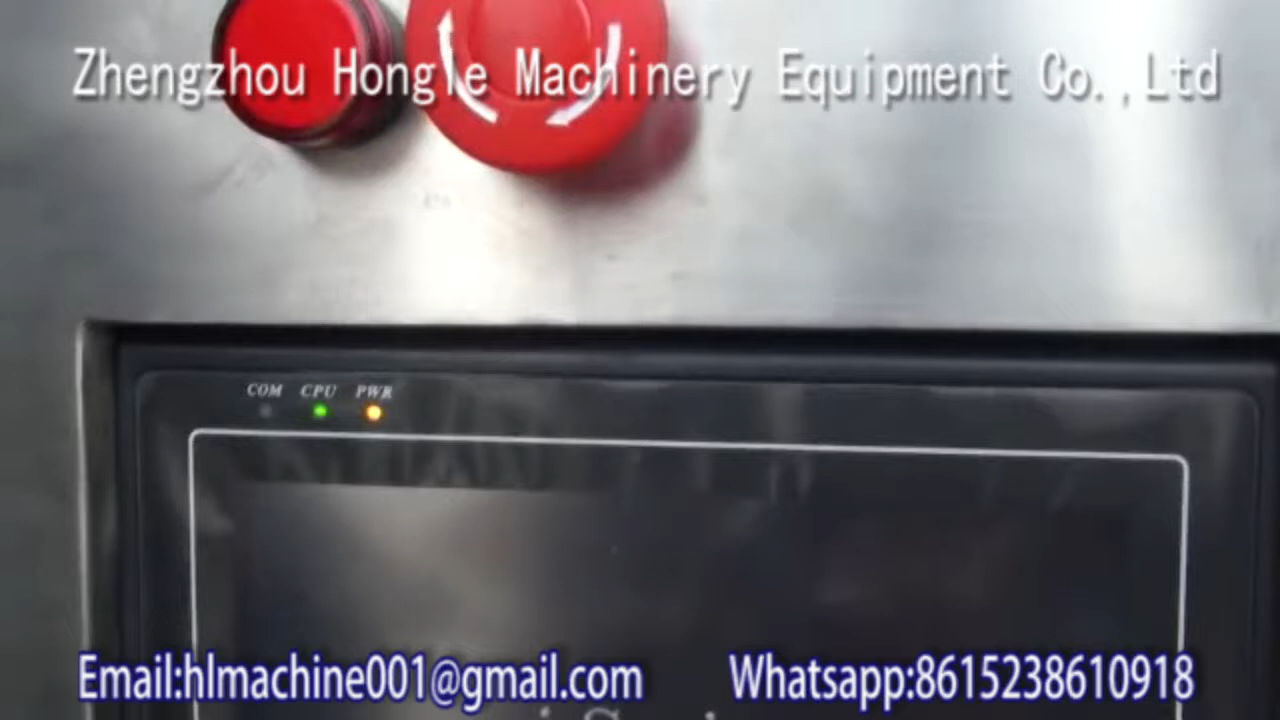 Zhengzhou Hongle Machinery Equipment Co.,Ltd
COM CPU PWR
Email:hlmachine001@gmail.com Whatsapp:8615238610918